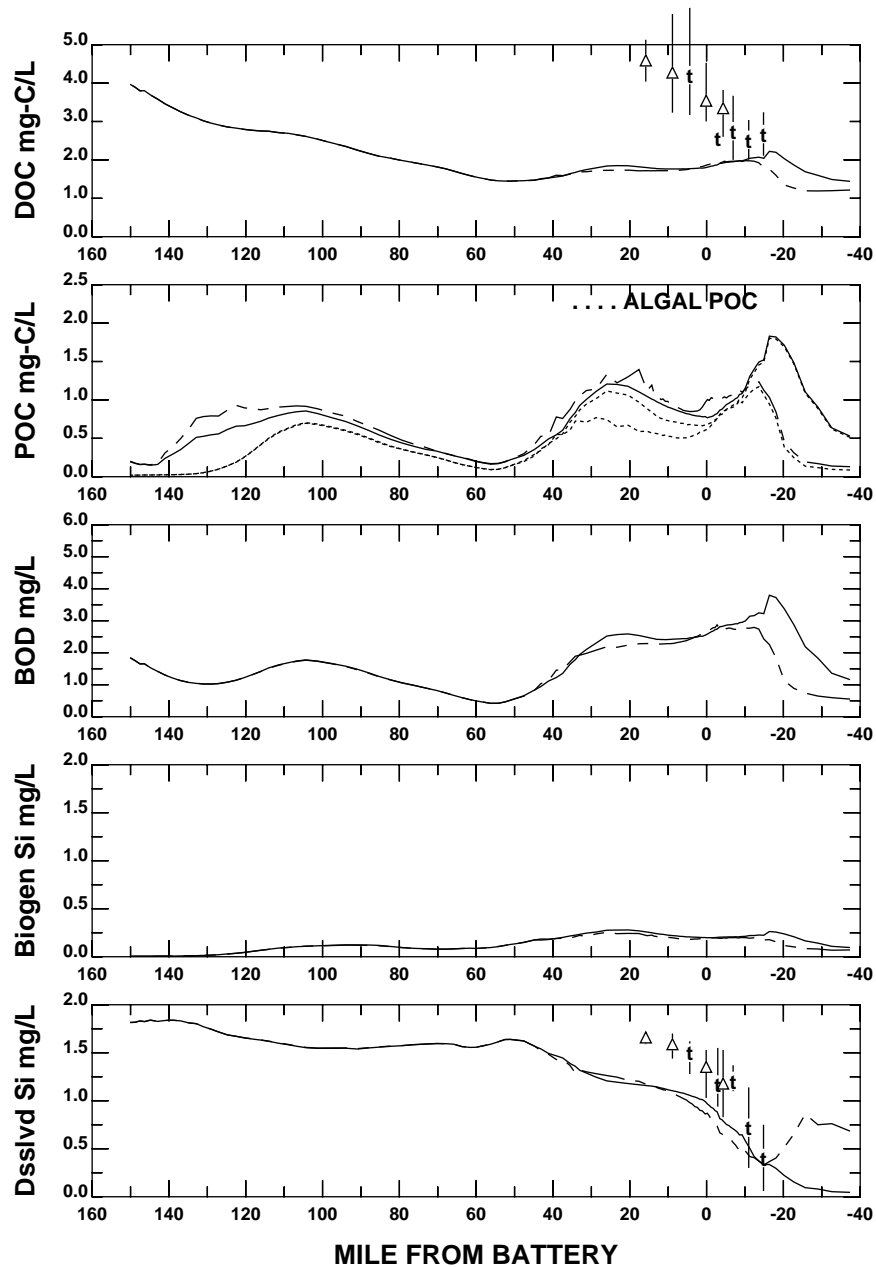 DOC mg-C/L
5.0
4.0
3.0
2.0
1.0
0.0
t
t
t
t
t
160 140 120 100 80 60 40 20 0 -20 -40
POC mg-C/L
2.5
2.0
1.5
1.0
0.5
0.0
. . . . ALGAL POC
160 140 120 100 80 60 40 20 0 -20 -40
BOD mg/L
6.0
5.0
4.0
3.0
2.0
1.0
0.0
160 140 120 100 80 60 40 20 0 -20 -40
Biogen Si mg/L
2.0
1.5
1.0
0.5
0.0
160 140 120 100 80 60 40 20 0 -20 -40
Dsslvd Si mg/L
2.0
1.5
1.0
0.5
0.0
t
t
t
t
t
160 140 120 100 80 60 40 20 0 -20 -40
MILE FROM BATTERY